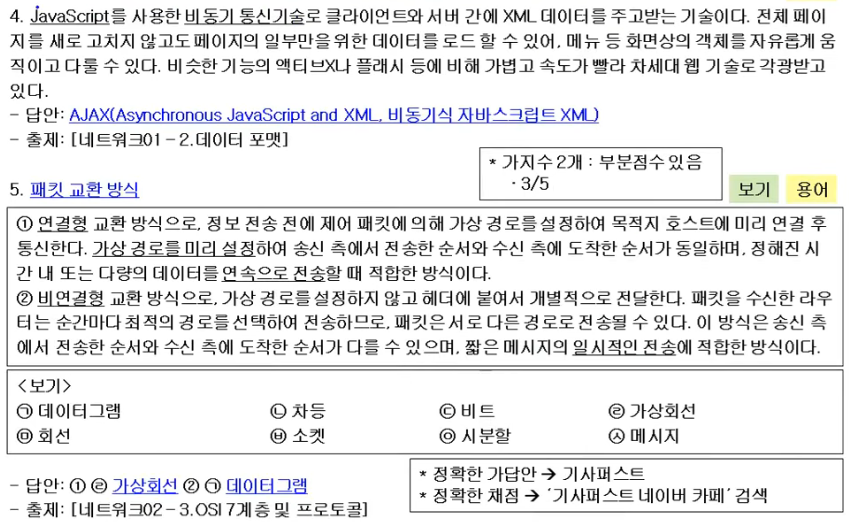 4. JavaScript를 사용한 비동기 통신기술로 클라이언트와 서버 간에 XML 데이터를 주고받는 기술이다. 전체 페이
지를 새로 고치지 않고도 페이지의 일부만을 위한 데이터를 로드 할 수 있어, 메뉴 등 화면상의 객체를 자유롭게 움
직이고 다룰 수 있다. 비슷한 기능의 액티브X나 플래시 등에 비해 가볍고 속도가 빨라 차세대 웹 기술로 각광받고
있다.
- 답안: AJAX(Asynchronous JavaScript and XML, 비동기식 자바스크립트 XML)
- 출제: [네트워크01 - 2.데이터 포맷]
* 가지수 2개 : 부분점수 있음
· 3/5
5. 패킷 교환 방식
보기
용어
① 연결형 교환 방식으로, 정보 전송 전에 제어 패킷에 의해 가상 경로를 설정하여 목적지 호스트에 미리 연결 후
통신한다. 가상 경로를 미리 설정하여 송신 측에서 전송한 순서와 수신 측에 도착한 순서가 동일하며, 정해진 시
간 내 또는 다량의 데이터를 연속으로 전송할 때 적합한 방식이다.
② 비연결형 교환 방식으로, 가상 경로를 설정하지 않고 헤더에 붙여서 개별적으로 전달한다. 패킷을 수신한 라우
터는 순간마다 최적의 경로를 선택하여 전송하므로, 패킷은 서로 다른 경로로 전송될 수 있다. 이 방식은 송신 측
에서 전송한 순서와 수신 측에 도착한 순서가 다를 수 있으며, 짧은 메시지의 일시적인 전송에 적합한 방식이다.
<보기>
㉠ 데이터그램 ㉡ 차등 ㉢ 비트 ㉣ 가상회선
㉤ 회선 ㉥ 소켓 ㉧ 시분할 ㉦ 메시지
- 답안: ① ㉣ 가상회선 ② ㉠ 데이터그램
- 출제: [네트워크02 - 3.OSI 7계층 및 프로토콜]
* 정확한 가답안 → 기사퍼스트
* 정확한 채점 → '기사퍼스트 네이버 카페' 검색